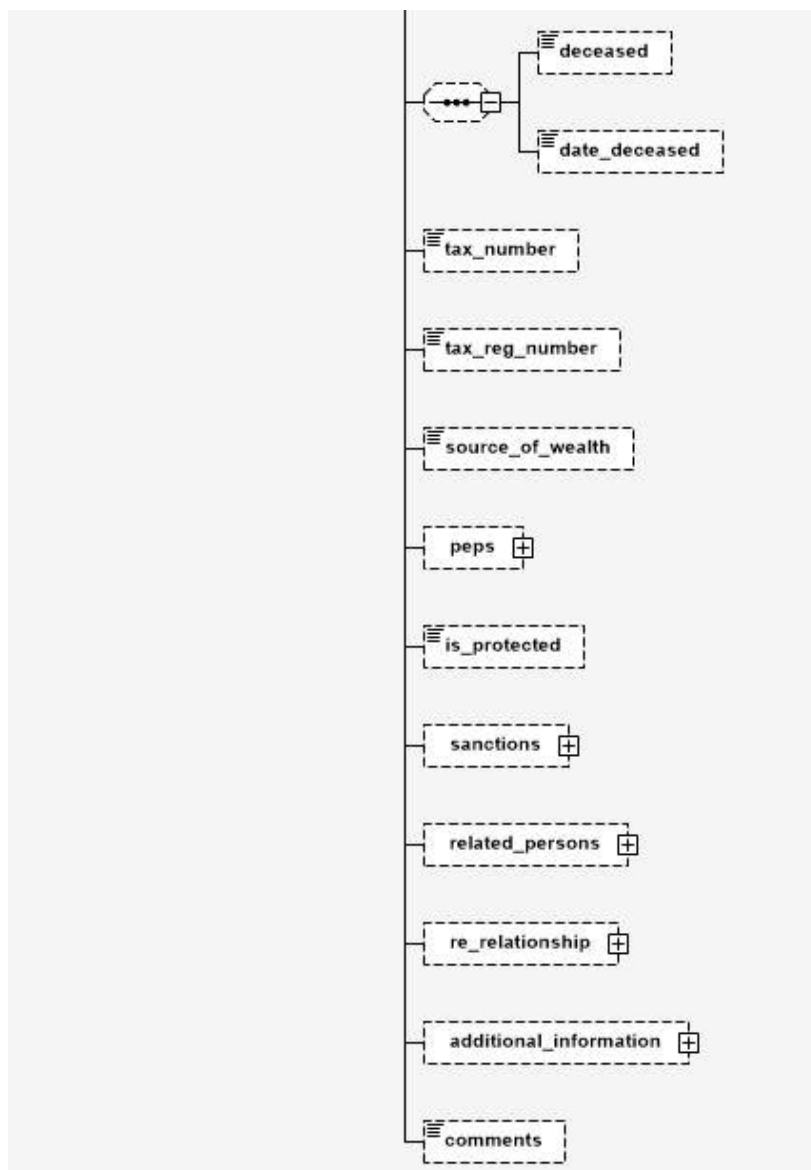 deceased
date_deceased
tax_number
tax_reg_number
source_of_wealth
peps
is_protected
sanctions
related_persons
re_relationship
additional_information
comments